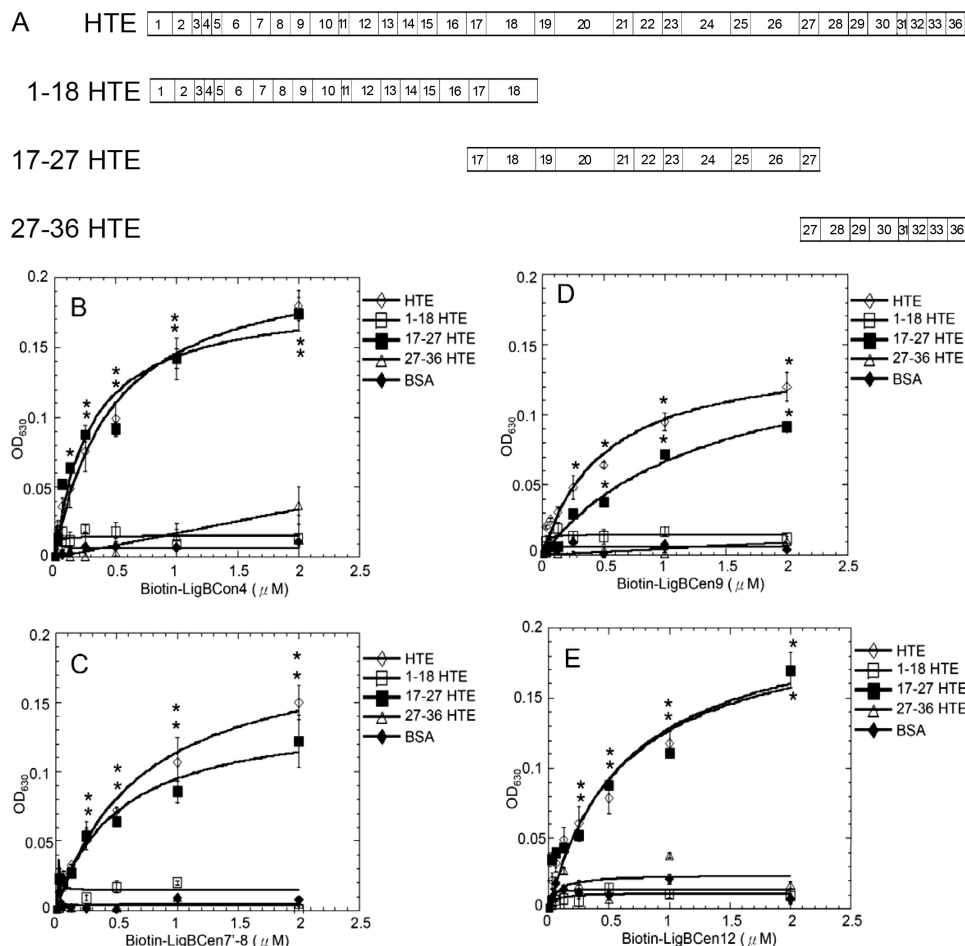 A HTE 1 2 3 4 5 6 7 8 9 10 11 12 13 14 15 16 17 18 19 20 21 22 23 24 25 26 27 28 29 30 31 32 33 36
1-18 HTE 1 2 3 4 5 6 7 8 9 10 11 12 13 14 15 16 17 18
17-27 HTE 17 18 19 20 21 22 23 24 25 26 27
27-36 HTE 27 28 29 30 31 32 33 36
B
0.2
0.15
0.1
0.05
0
OD630
0 0.5 1 1.5 2 2.5
Biotin-LigBCon4 (μM)
HTE
1-18 HTE
17-27 HTE
27-36 HTE
BSA
* * * * * * * * * * *
D
0.2
0.15
0.1
0.05
0
OD630
0 0.5 1 1.5 2 2.5
Biotin-LigBCen9 (μM)
HTE
1-18 HTE
17-27 HTE
27-36 HTE
BSA
* * * * * * *
C
0.2
0.15
0.1
0.05
0
OD630
0 0.5 1 1.5 2 2.5
Biotin-LigBCen7'-8 (μM)
HTE
1-18 HTE
17-27 HTE
27-36 HTE
BSA
* * * * * * * *
E
0.2
0.15
0.1
0.05
0
OD630
0 0.5 1 1.5 2 2.5
Biotin-LigBCen12 (μM)
HTE
1-18 HTE
17-27 HTE
27-36 HTE
BSA
* * * * * * * *